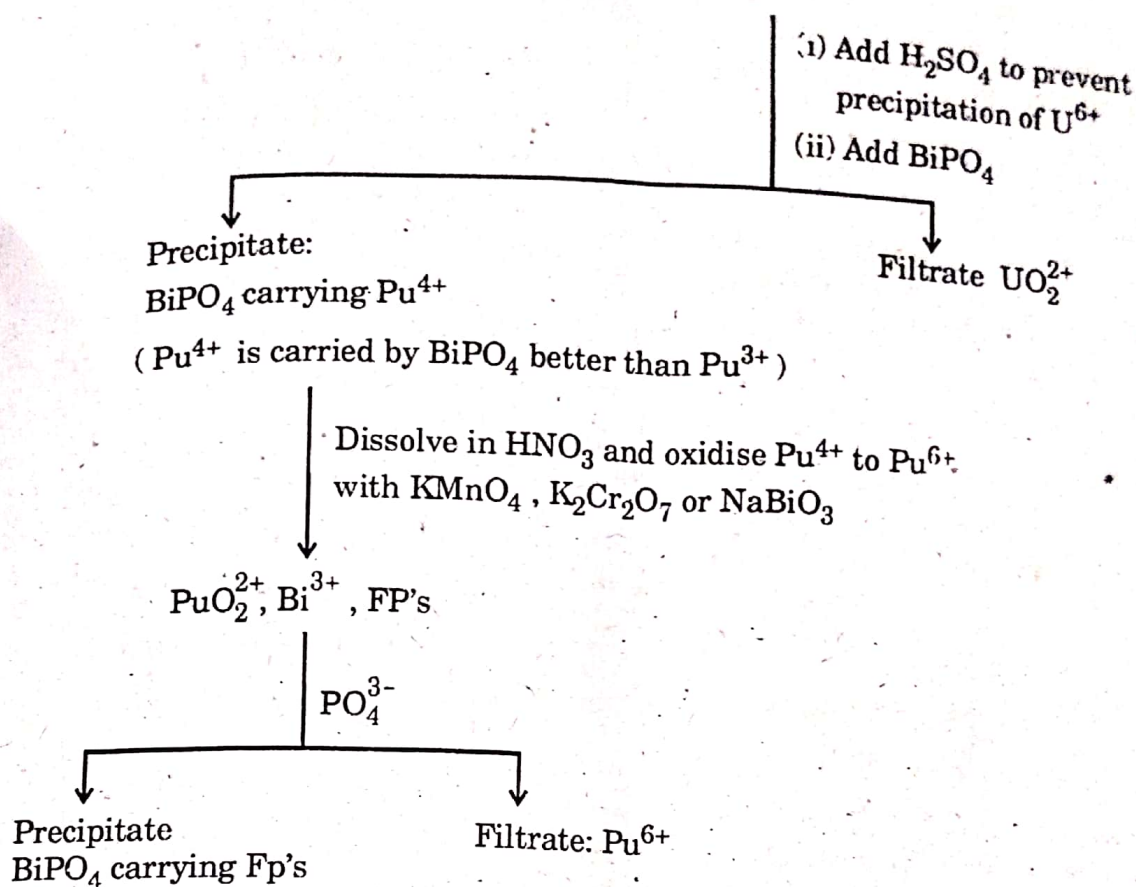 (i) Add H₂SO₄ to prevent
precipitation of U⁶⁺
(ii) Add BiPO₄
Precipitate:
BiPO₄ carrying Pu⁴⁺
( Pu⁴⁺ is carried by BiPO₄ better than Pu³⁺ )
Filtrate UO₂²⁺
Dissolve in HNO₃ and oxidise Pu⁴⁺ to Pu⁶⁺
with KMnO₄ , K₂Cr₂O₇ or NaBiO₃
PuO₂²⁺, Bi³⁺ , FP's
PO₄³⁻
Precipitate
BiPO₄ carrying Fp's
Filtrate: Pu⁶⁺